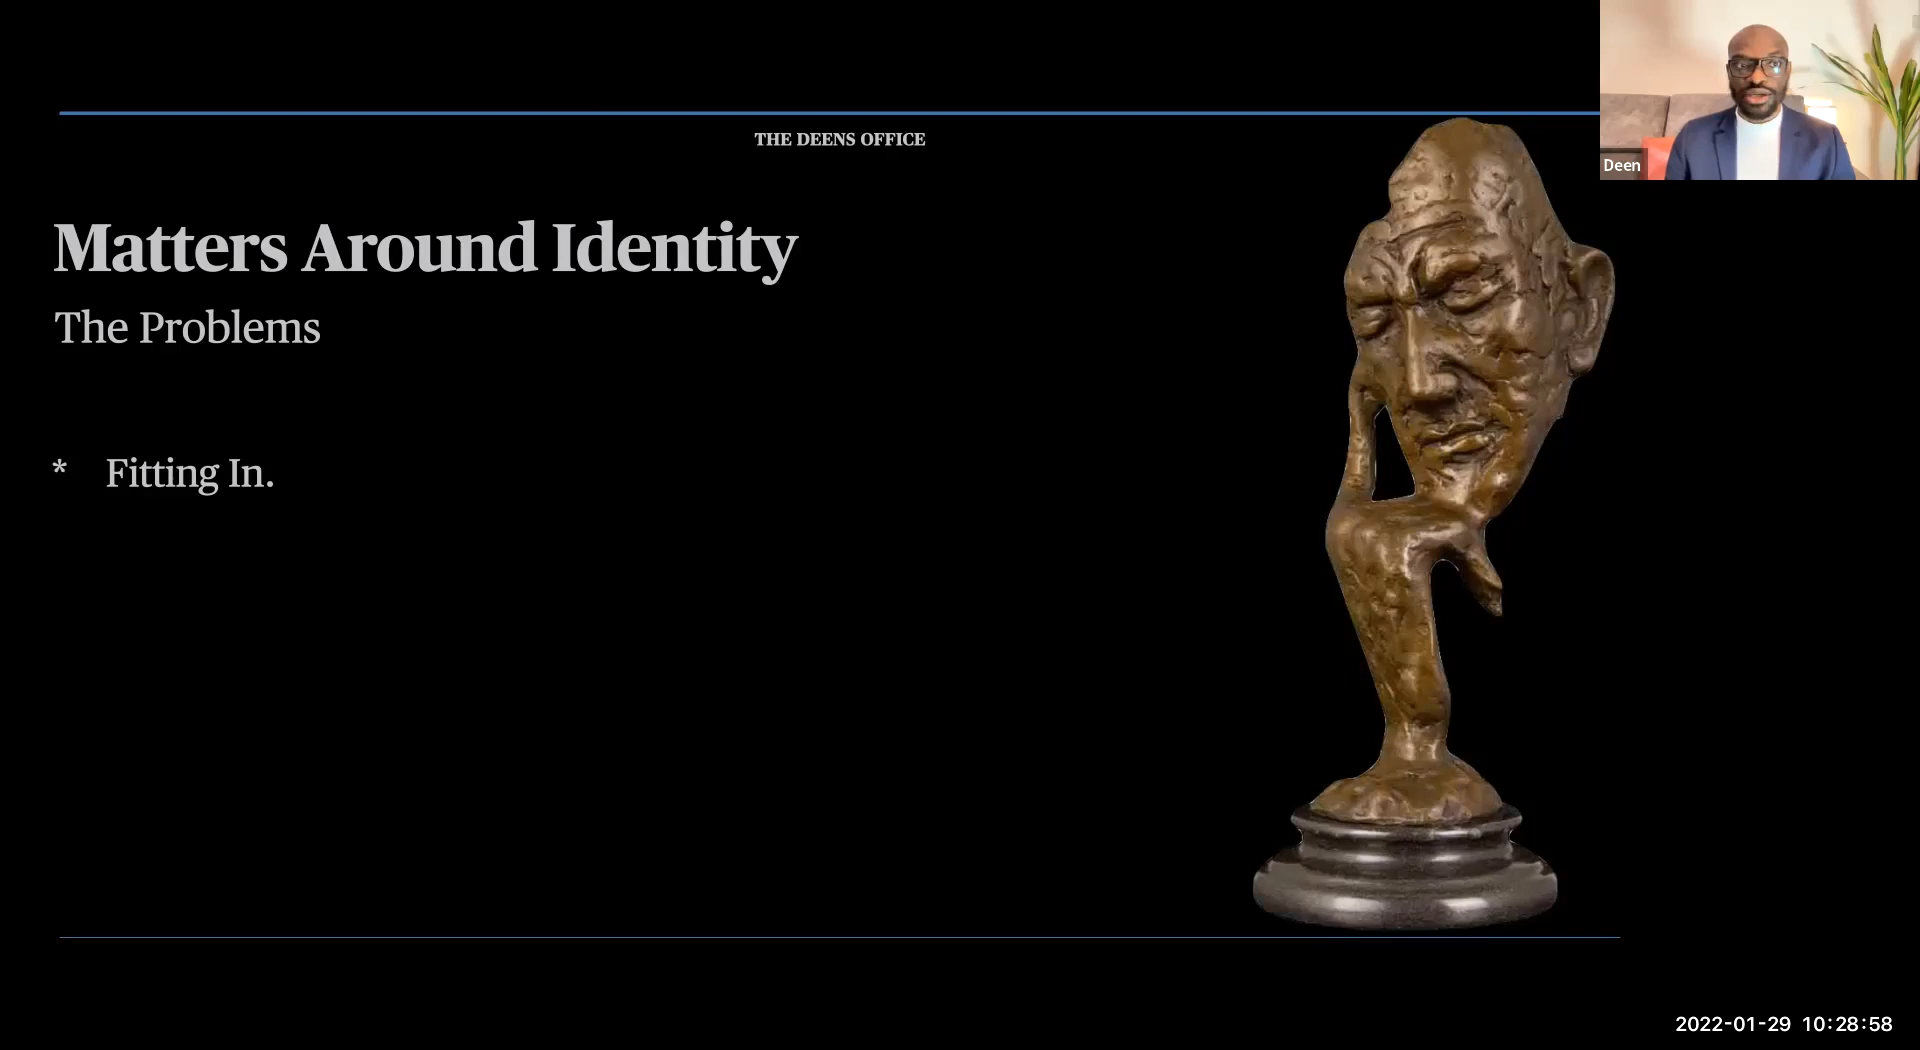 THE DEENS OFFICE
Deen
Matters Around Identity
The Problems
* Fitting In.
2022-01-29 10:28:58